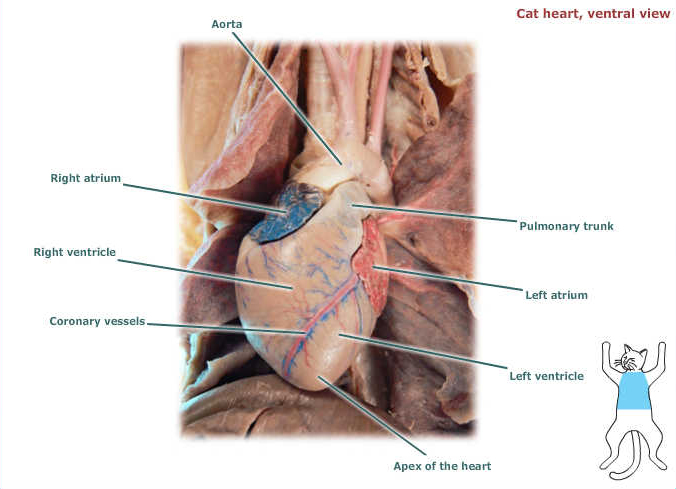 Cat heart, ventral view
Aorta
Right atrium
Pulmonary trunk
Right ventricle
Left atrium
Coronary vessels
Left ventricle
Apex of the heart